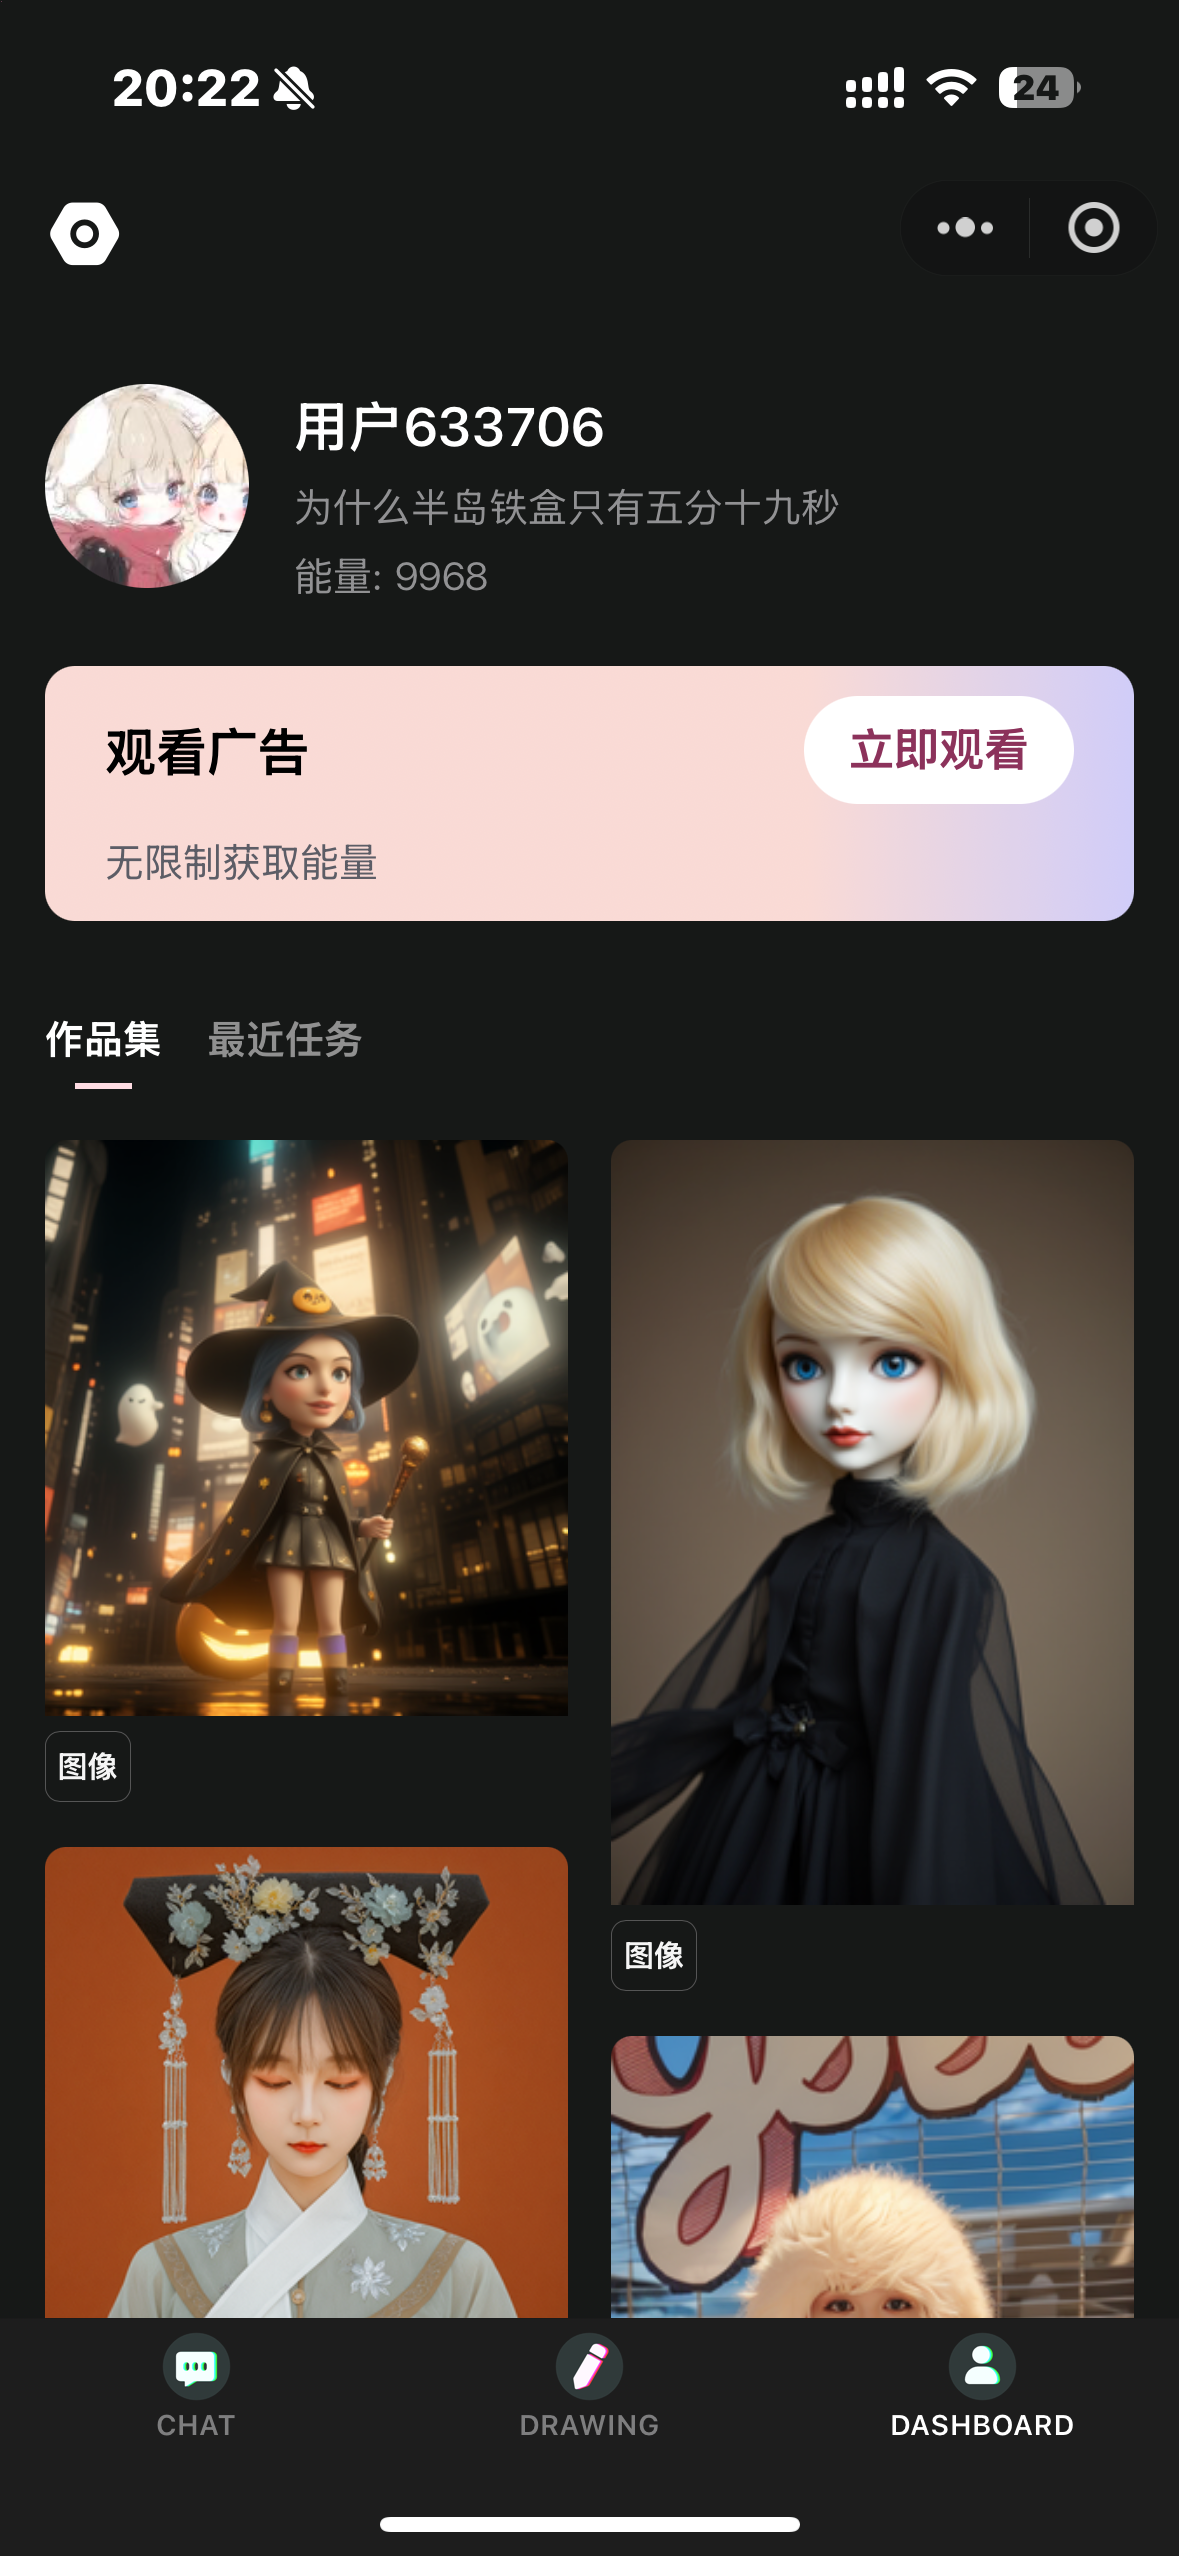 20:22
24
用户633706
为什么半岛铁盒只有五分十九秒
能量: 9968
观看广告
立即观看
无限制获取能量
作品集
最近任务
图像
图像
CHAT
DRAWING
DASHBOARD